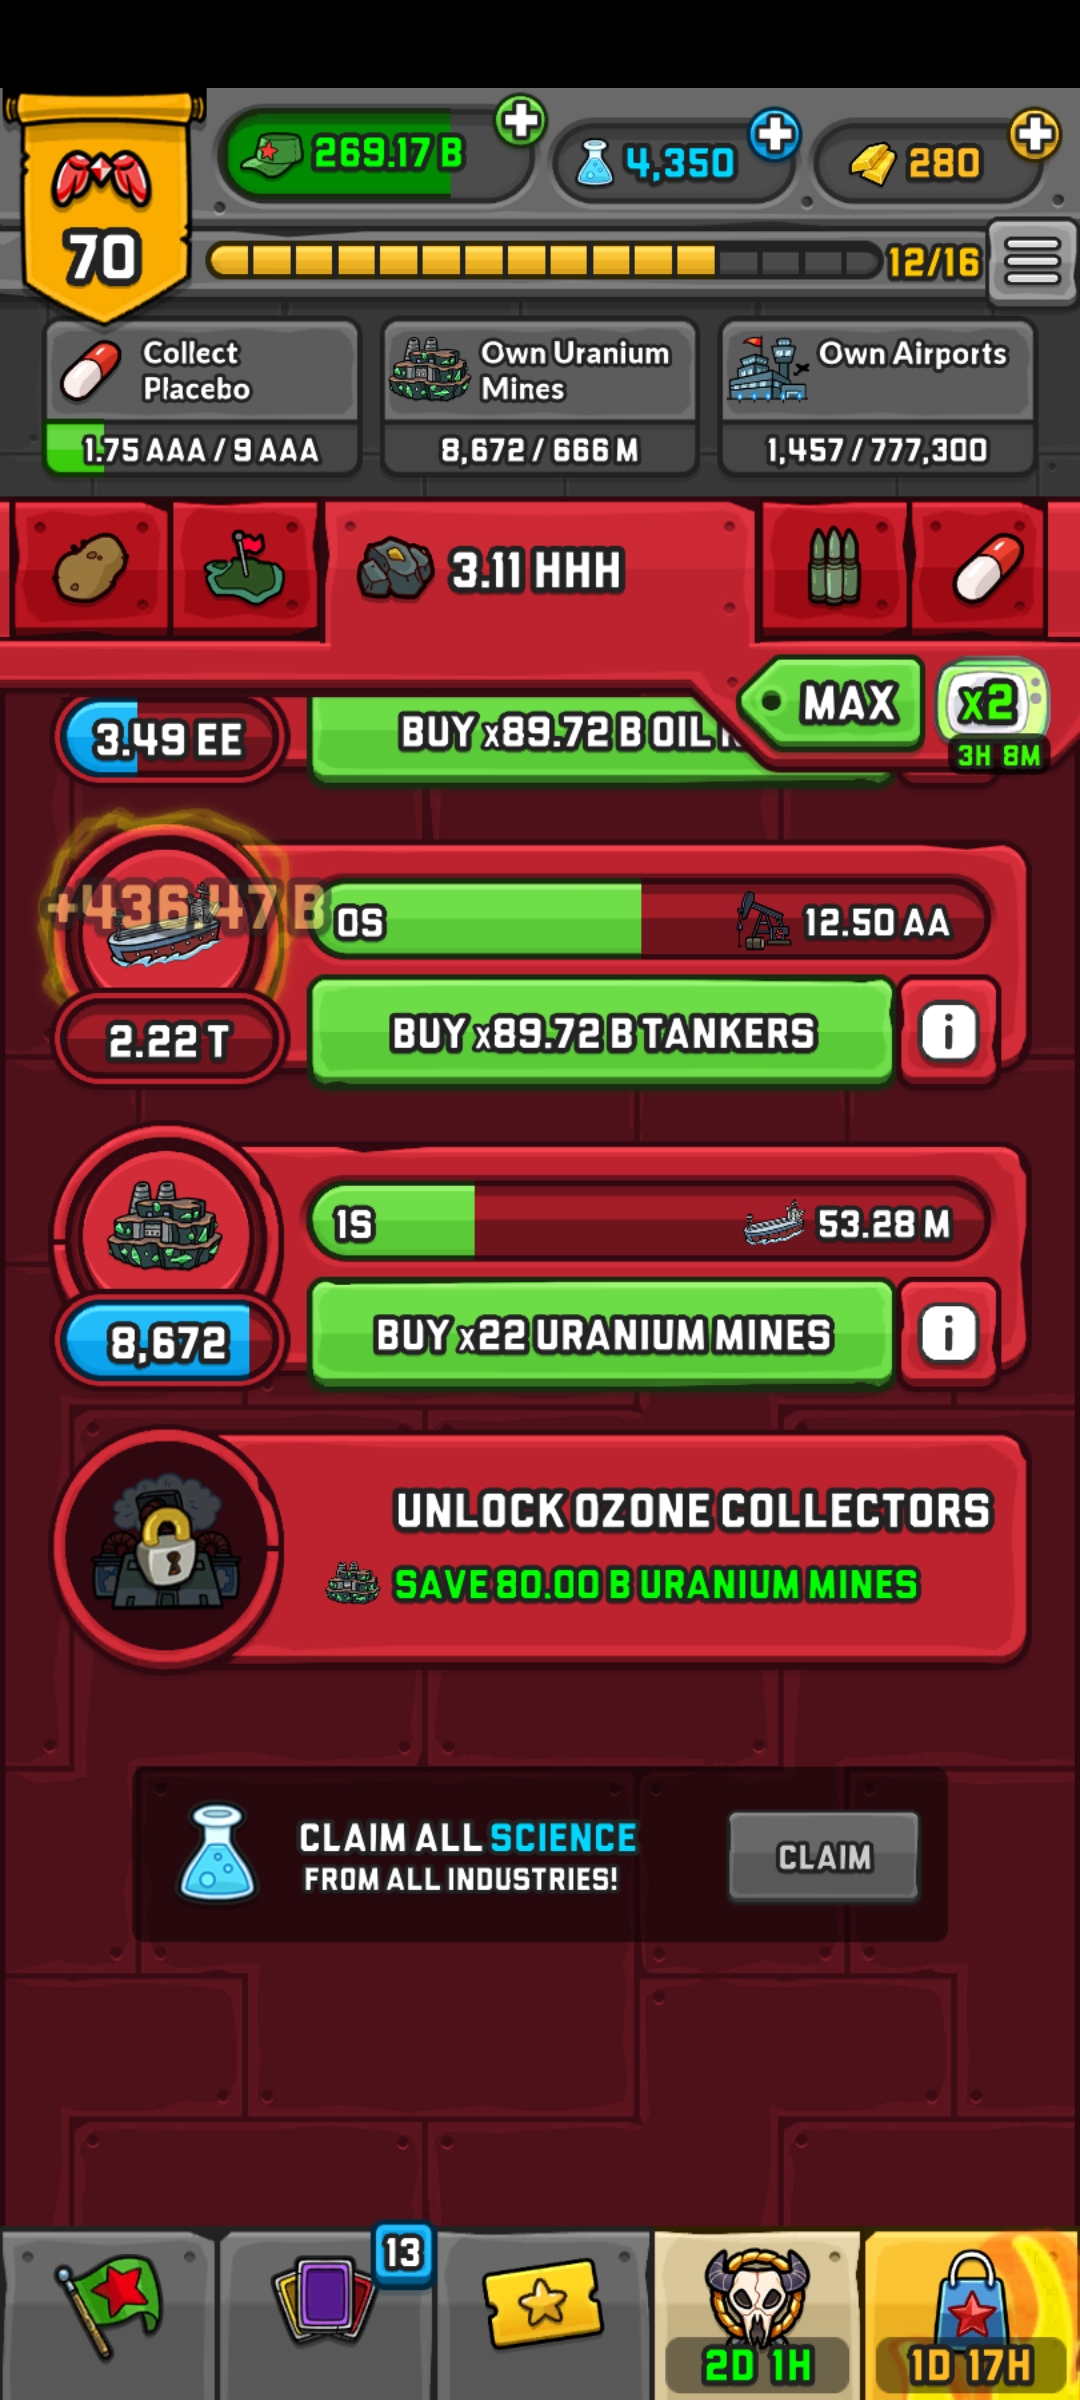 269.17 B
4,350
280
70
12/16
Collect
Placebo
1.75 AAA / 9 AAA
Own Uranium
Mines
8,672 / 666 M
Own Airports
1,457 / 777,300
3.11 HHH
MAX
x2
3H 8M
3.49 EE
BUY x89.72 B OIL
+436.47 B
0S
12.50 AA
2.22 T
BUY x89.72 B TANKERS
i
1S
53.28 M
8,672
BUY x22 URANIUM MINES
i
UNLOCK OZONE COLLECTORS
SAVE 80.00 B URANIUM MINES
CLAIM ALL SCIENCE
FROM ALL INDUSTRIES!
CLAIM
13
2D 1H
1D 17H